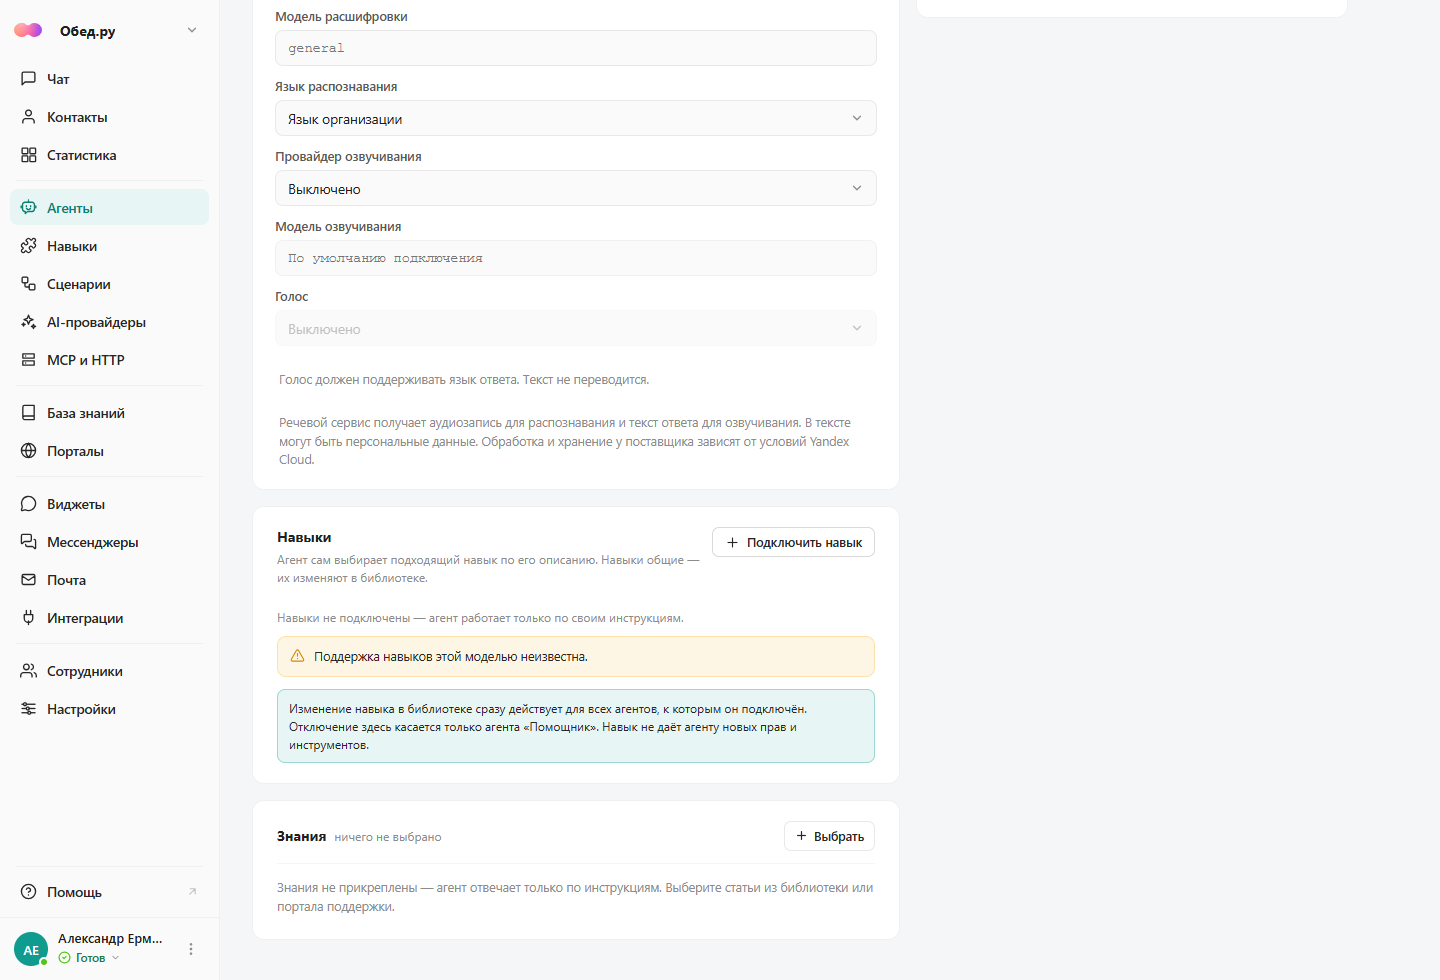 Обед.ру
Чат
Контакты
Статистика
Агенты
Навыки
Сценарии
AI-провайдеры
MCP и HTTP
База знаний
Порталы
Виджеты
Мессенджеры
Почта
Интеграции
Сотрудники
Настройки
Помощь
AE
Александр Ерм...
Готов
Модель расшифровки
general
Язык распознавания
Язык организации
Провайдер озвучивания
Выключено
Модель озвучивания
По умолчанию подключения
Голос
Выключено
Голос должен поддерживать язык ответа. Текст не переводится.
Речевой сервис получает аудиозапись для распознавания и текст ответа для озвучивания. В тексте
могут быть персональные данные. Обработка и хранение у поставщика зависят от условий Yandex
Cloud.
Навыки
Подключить навык
Агент сам выбирает подходящий навык по его описанию. Навыки общие —
их изменяют в библиотеке.
Навыки не подключены — агент работает только по своим инструкциям.
Поддержка навыков этой моделью неизвестна.
Изменение навыка в библиотеке сразу действует для всех агентов, к которым он подключён.
Отключение здесь касается только агента «Помощник». Навык не даёт агенту новых прав и
инструментов.
Знания ничего не выбрано
Выбрать
Знания не прикреплены — агент отвечает только по инструкциям. Выберите статьи из библиотеки или
портала поддержки.